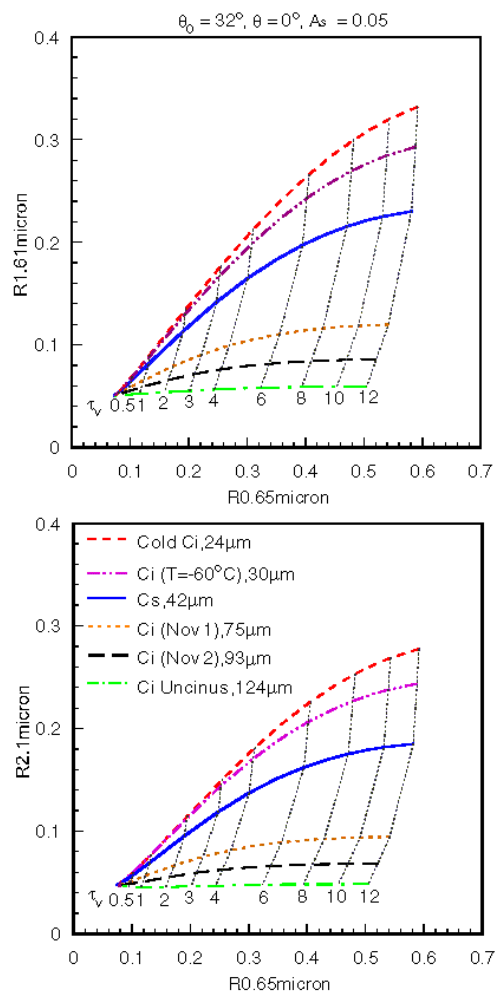 θ₀ = 32°, θ = 0°, As = 0.05
0.4
0.3
0.2
0.1
0
R1.61micron
τv 0.5 1 2 3 4 6 8 10 12
0 0.1 0.2 0.3 0.4 0.5 0.6 0.7
R0.65micron
0.4
0.3
0.2
0.1
0
R2.1micron
Cold Ci,24μm
Ci (T=-60°C),30μm
Cs,42μm
Ci (Nov 1),75μm
Ci (Nov 2),93μm
Ci Uncinus,124μm
τv 0.5 1 2 3 4 6 8 10 12
0 0.1 0.2 0.3 0.4 0.5 0.6 0.7
R0.65micron